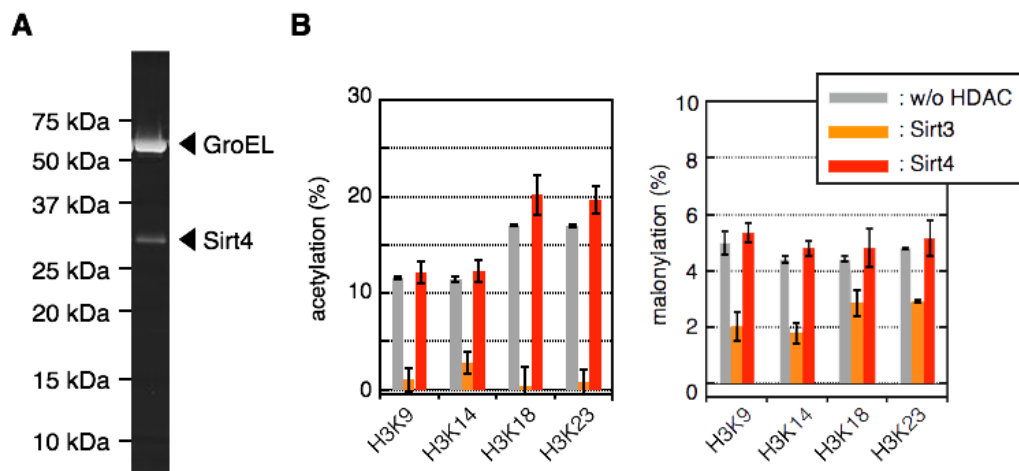 A
75 kDa
50 kDa
37 kDa
25 kDa
20 kDa
15 kDa
10 kDa
GroEL
Sirt4
B
acetylation (%)
30
20
10
0
H3K9
H3K14
H3K18
H3K23
malonylation (%)
10
8
6
4
2
0
H3K9
H3K14
H3K18
H3K23
: w/o HDAC
: Sirt3
: Sirt4